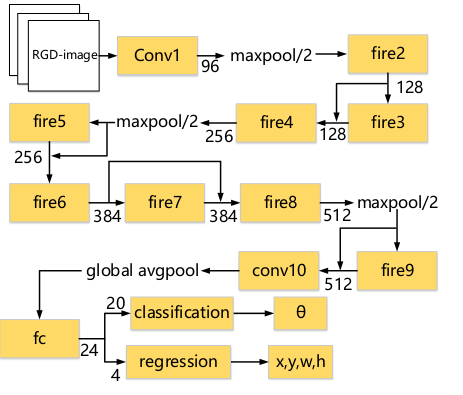 RGD-image
Conv1
96
maxpool/2
fire2
128
fire5
maxpool/2
256
fire4
128
fire3
256
fire6
384
fire7
384
fire8
512
maxpool/2
global avgpool
conv10
512
fire9
fc
24
20
classification
θ
4
regression
x,y,w,h